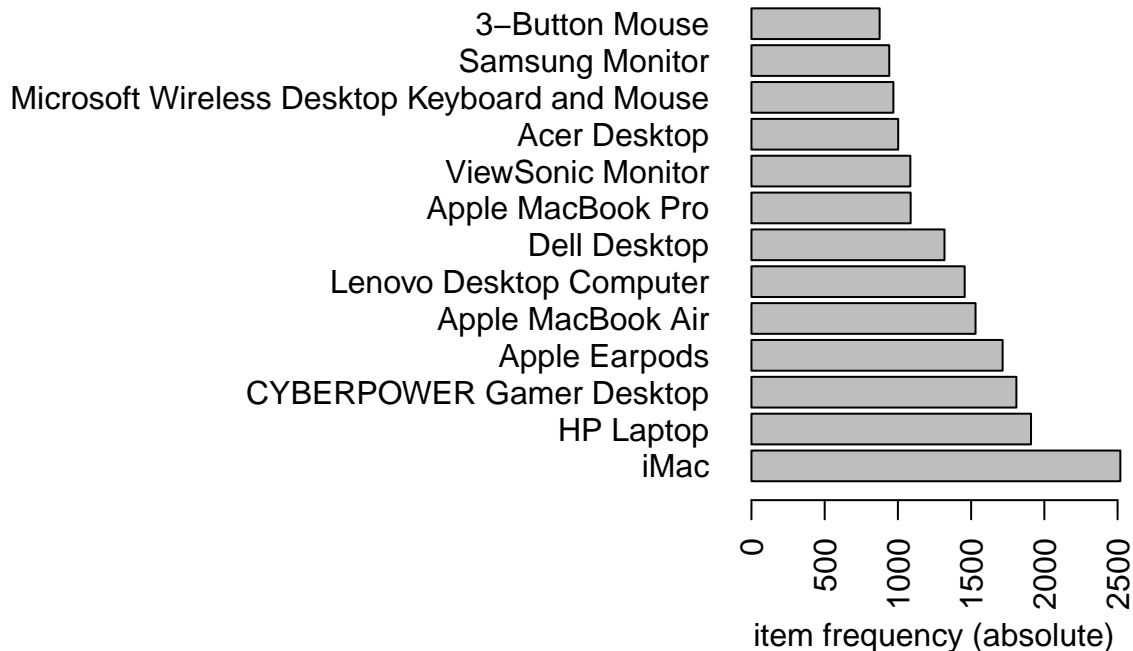 3−Button Mouse
Samsung Monitor
Microsoft Wireless Desktop Keyboard and Mouse
Acer Desktop
ViewSonic Monitor
Apple MacBook Pro
Dell Desktop
Lenovo Desktop Computer
Apple MacBook Air
Apple Earpods
CYBERPOWER Gamer Desktop
HP Laptop
iMac
0
500
1000
1500
2000
2500
item frequency (absolute)